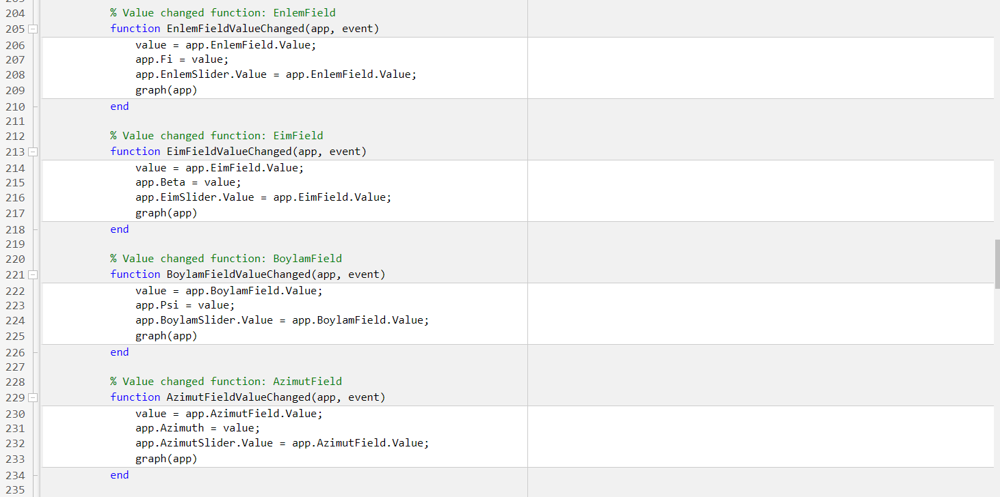 204 % Value changed function: EnlemField
205 function EnlemFieldValueChanged(app, event)
206 value = app.EnlemField.Value;
207 app.Fi = value;
208 app.EnlemSlider.Value = app.EnlemField.Value;
209 graph(app)
210 end
211
212 % Value changed function: EimField
213 function EimFieldValueChanged(app, event)
214 value = app.EimField.Value;
215 app.Beta = value;
216 app.EimSlider.Value = app.EimField.Value;
217 graph(app)
218 end
219
220 % Value changed function: BoylamField
221 function BoylamFieldValueChanged(app, event)
222 value = app.BoylamField.Value;
223 app.Psi = value;
224 app.BoylamSlider.Value = app.BoylamField.Value;
225 graph(app)
226 end
227
228 % Value changed function: AzimutField
229 function AzimutFieldValueChanged(app, event)
230 value = app.AzimutField.Value;
231 app.Azimuth = value;
232 app.AzimutSlider.Value = app.AzimutField.Value;
233 graph(app)
234 end
235